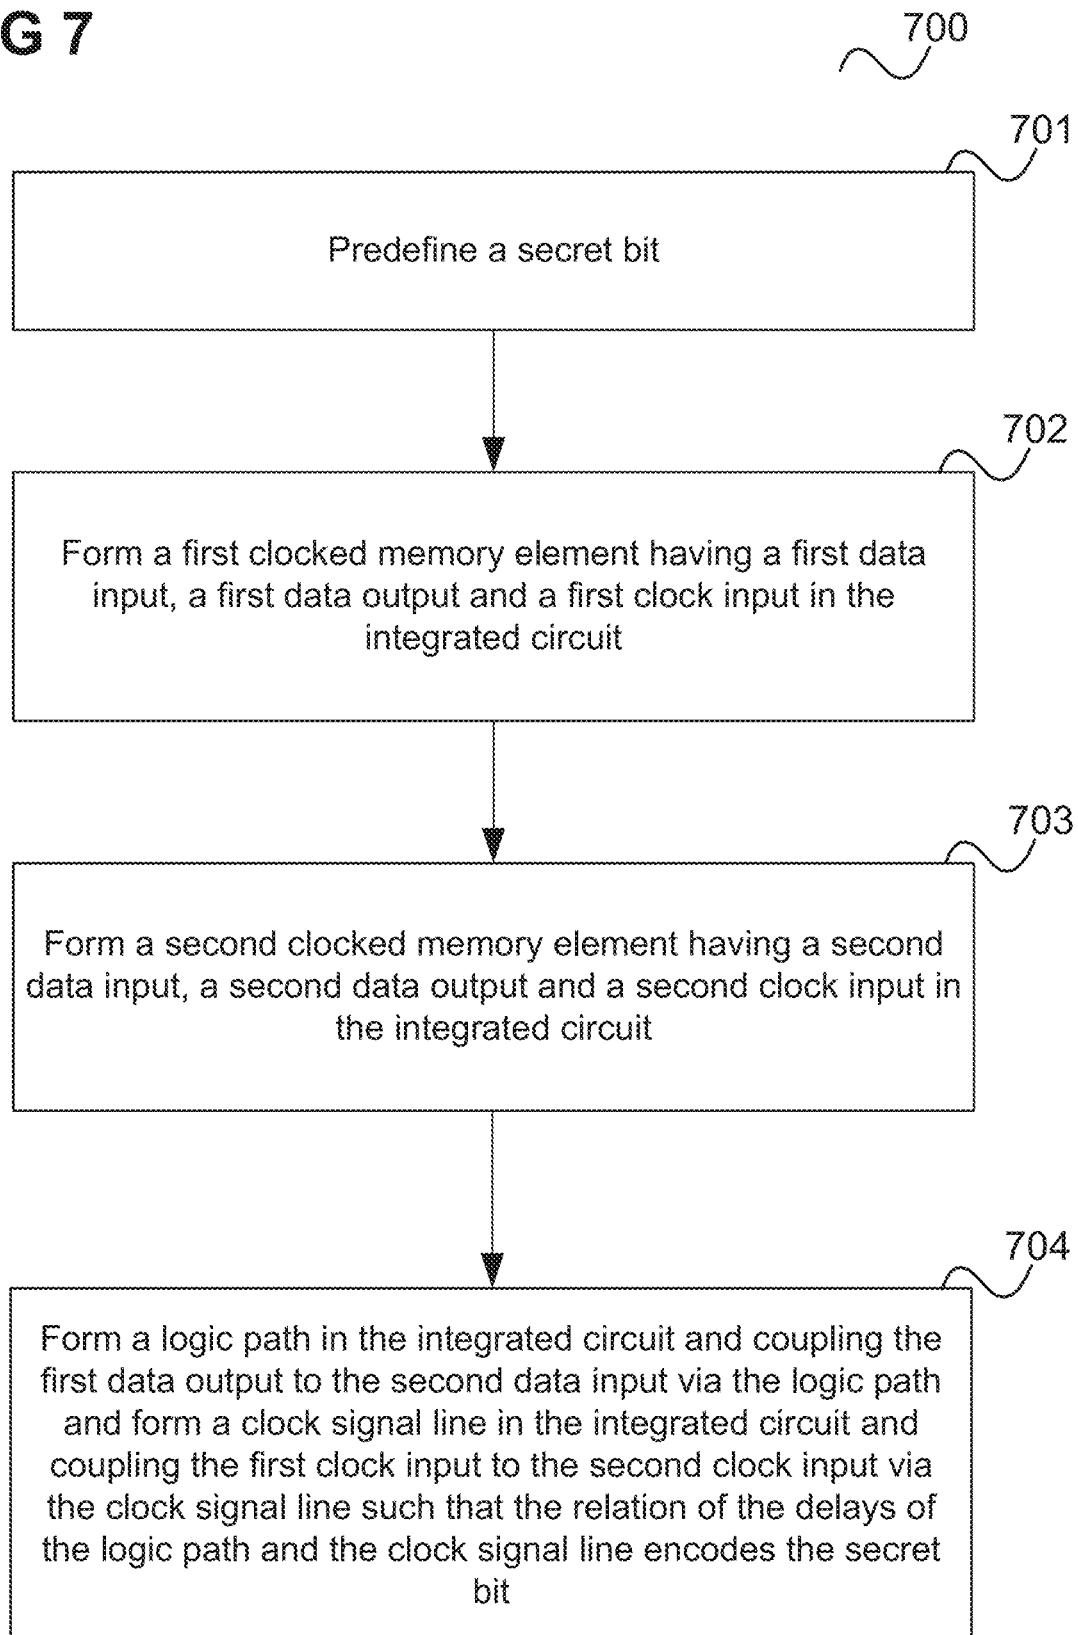 G 7
700
701
Predefine a secret bit
702
Form a first clocked memory element having a first data
input, a first data output and a first clock input in the
integrated circuit
703
Form a second clocked memory element having a second
data input, a second data output and a second clock input in
the integrated circuit
704
Form a logic path in the integrated circuit and coupling the
first data output to the second data input via the logic path
and form a clock signal line in the integrated circuit and
coupling the first clock input to the second clock input via
the clock signal line such that the relation of the delays of
the logic path and the clock signal line encodes the secret
bit